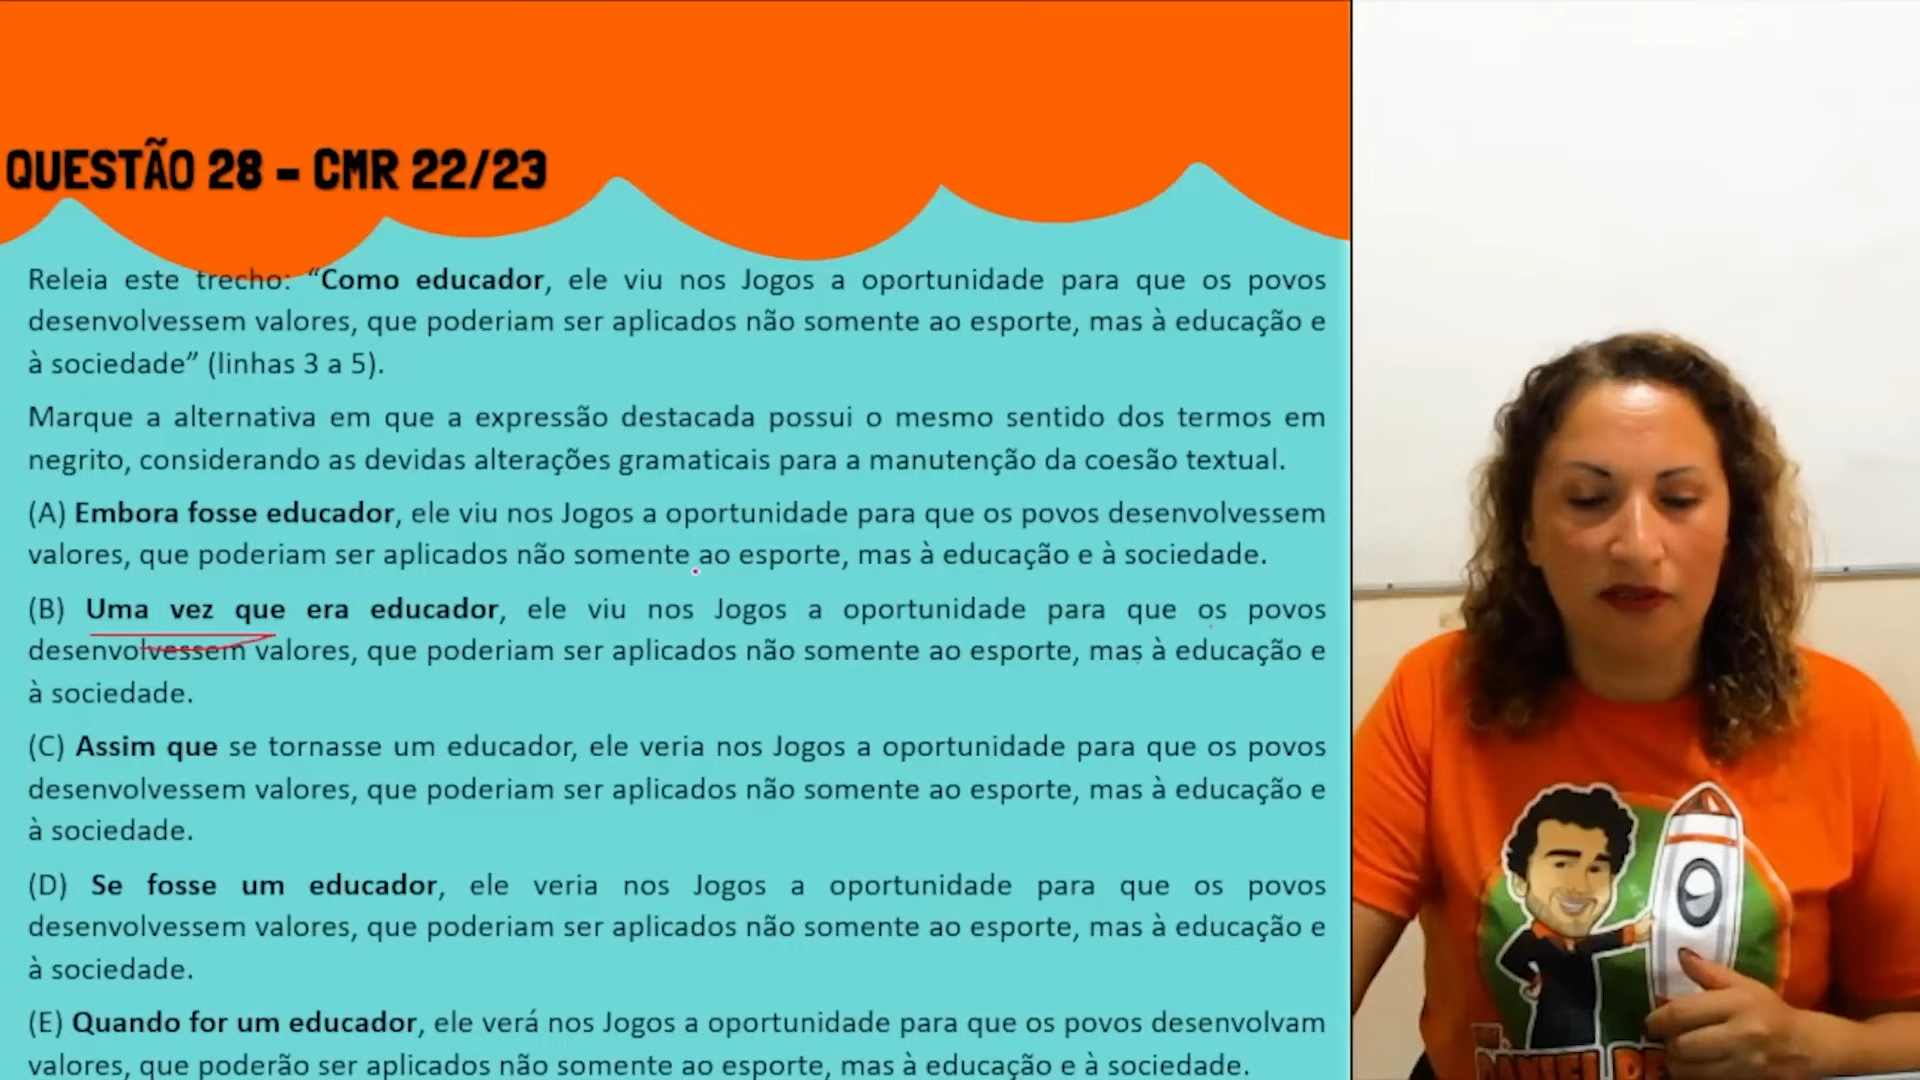 QUESTÃO 28 - CMR 22/23
Releia este trecho: “Como educador, ele viu nos Jogos a oportunidade para que os povos
desenvolvessem valores, que poderiam ser aplicados não somente ao esporte, mas à educação e
à sociedade” (linhas 3 a 5).
Marque a alternativa em que a expressão destacada possui o mesmo sentido dos termos em
negrito, considerando as devidas alterações gramaticais para a manutenção da coesão textual.
(A) Embora fosse educador, ele viu nos Jogos a oportunidade para que os povos desenvolvessem
valores, que poderiam ser aplicados não somente ao esporte, mas à educação e à sociedade.
(B) Uma vez que era educador, ele viu nos Jogos a oportunidade para que os povos
desenvolvessem valores, que poderiam ser aplicados não somente ao esporte, mas à educação e
à sociedade.
(C) Assim que se tornasse um educador, ele veria nos Jogos a oportunidade para que os povos
desenvolvessem valores, que poderiam ser aplicados não somente ao esporte, mas à educação e
à sociedade.
(D) Se fosse um educador, ele veria nos Jogos a oportunidade para que os povos
desenvolvessem valores, que poderiam ser aplicados não somente ao esporte, mas à educação e
à sociedade.
(E) Quando for um educador, ele verá nos Jogos a oportunidade para que os povos desenvolvam
valores, que poderão ser aplicados não somente ao esporte, mas à educação e à sociedade.